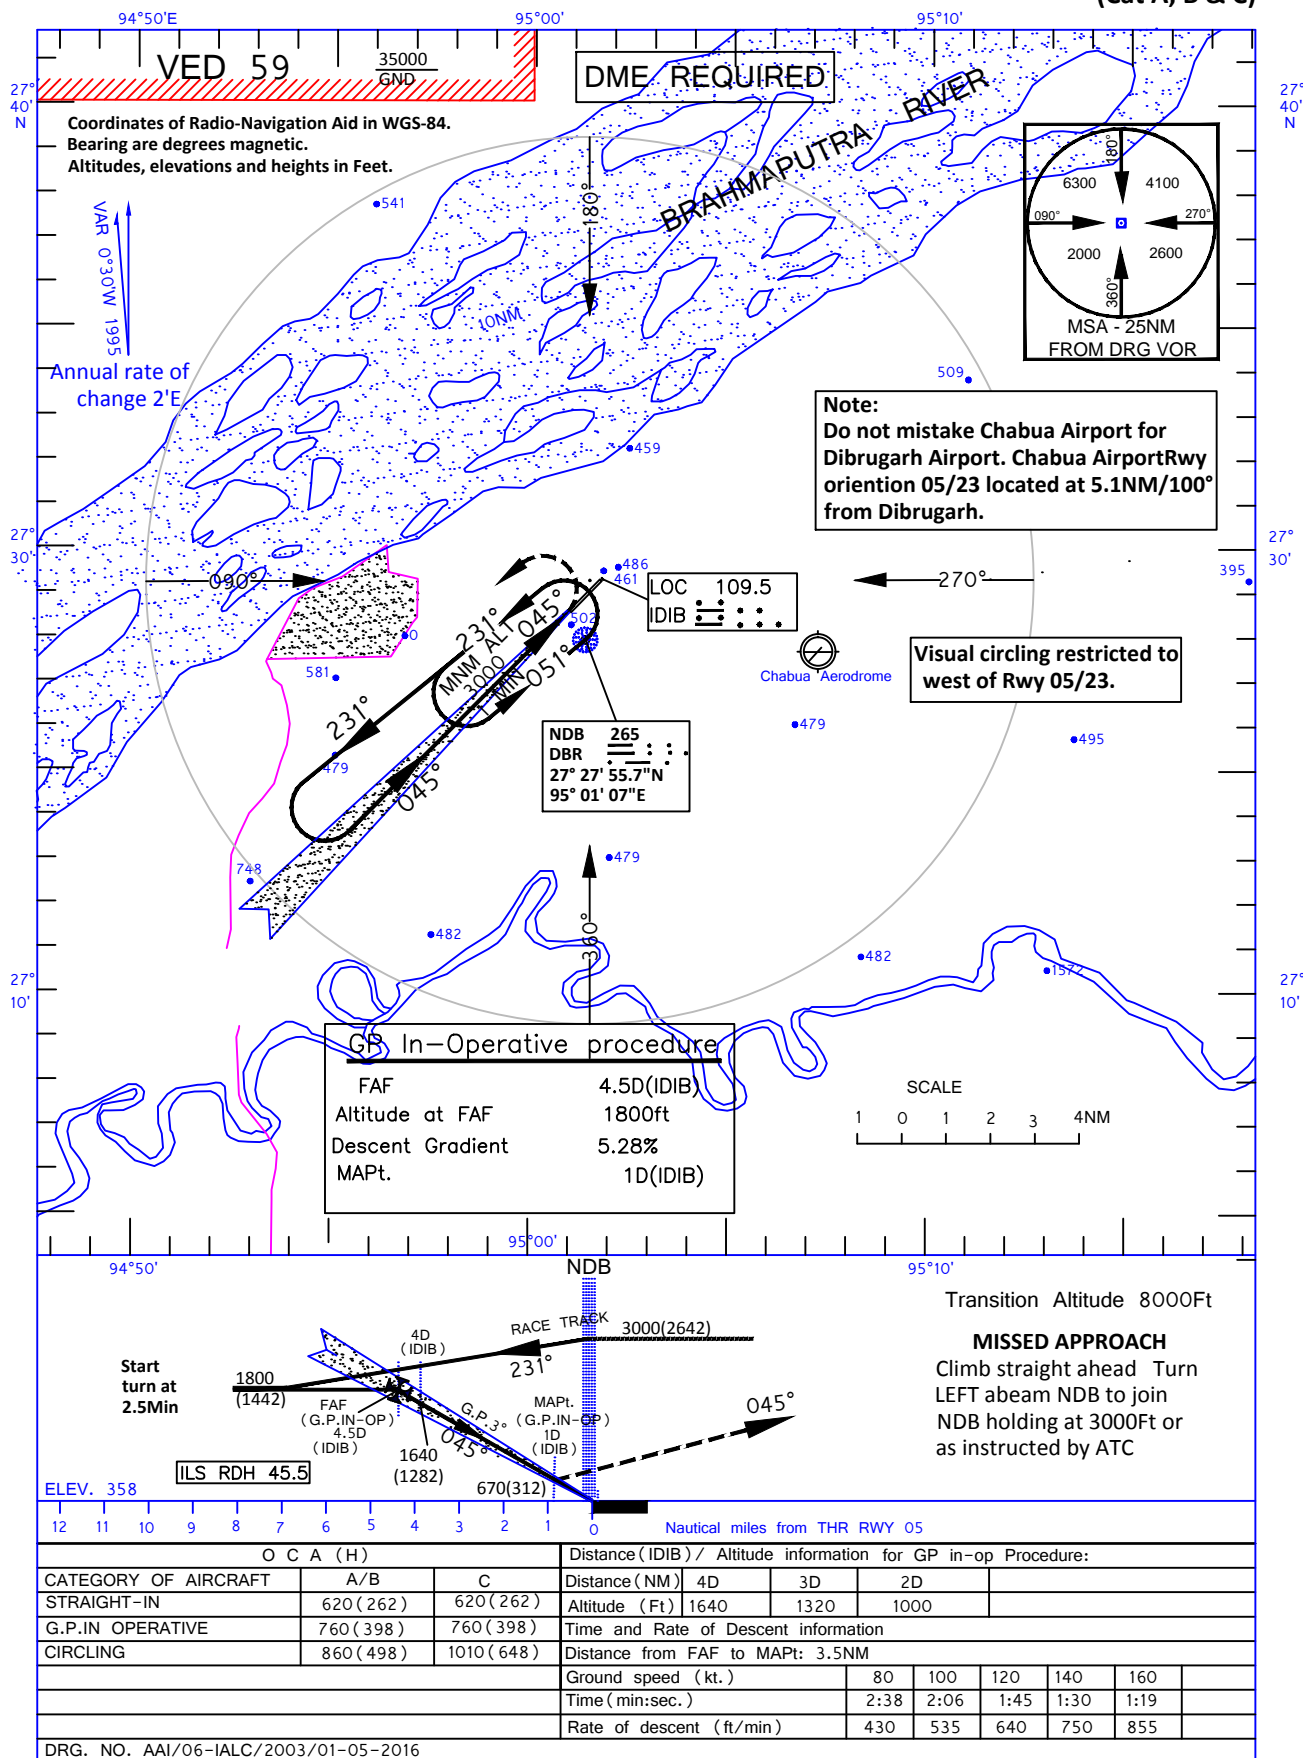 (Cat A, B & C)
94°50'E
95°00'
95°10'
VED 59
35000
GND
DME REQUIRED
27°
40'
N
27°
40'
N
Coordinates of Radio-Navigation Aid in WGS-84.
Bearing are degrees magnetic.
Altitudes, elevations and heights in Feet.
BRAHMAPUTRA RIVER
VAR 0°30'W 1995
Annual rate of
change 2'E
541
180°
10NM
180°
6300
4100
090°
270°
2000
2600
360°
MSA - 25NM
FROM DRG VOR
509
459
Note:
Do not mistake Chabua Airport for
Dibrugarh Airport. Chabua AirportRwy
oriention 05/23 located at 5.1NM/100°
from Dibrugarh.
27°
30'
27°
30'
090°
270°
395
486
461
502
LOC 109.5
IDIB
231°
MNM ALT
3000
1 MIN
045°
051°
0
581
231°
479
045°
Chabua Aerodrome
Visual circling restricted to
west of Rwy 05/23.
479
495
NDB 265
DBR
27° 27' 55.7"N
95° 01' 07"E
748
479
482
360°
482
1572
27°
10'
27°
10'
GP In-Operative procedure
FAF 4.5D(IDIB)
Altitude at FAF 1800ft
Descent Gradient 5.28%
MAPt. 1D(IDIB)
SCALE
1 0 1 2 3 4NM
94°50'
95°00'
95°10'
NDB
Transition Altitude 8000Ft
MISSED APPROACH
Climb straight ahead Turn
LEFT abeam NDB to join
NDB holding at 3000Ft or
as instructed by ATC
4D
(IDIB)
RACE TRACK
3000(2642)
231°
Start
turn at
2.5Min
1800
(1442)
FAF
(G.P.IN-OP)
4.5D
(IDIB)
G.P.3°
045°
MAPt.
(G.P.IN-OP)
1D
(IDIB)
045°
1640
(1282)
670(312)
ILS RDH 45.5
ELEV. 358
12 11 10 9 8 7 6 5 4 3 2 1 0 Nautical miles from THR RWY 05
O C A (H)
CATEGORY OF AIRCRAFT A/B C
STRAIGHT-IN 620(262) 620(262)
G.P.IN OPERATIVE 760(398) 760(398)
CIRCLING 860(498) 1010(648)
Distance(IDIB)/ Altitude information for GP in-op Procedure:
Distance(NM) 4D 3D 2D
Altitude (Ft) 1640 1320 1000
Time and Rate of Descent information
Distance from FAF to MAPt: 3.5NM
Ground speed (kt.) 80 100 120 140 160
Time(min:sec.) 2:38 2:06 1:45 1:30 1:19
Rate of descent (ft/min) 430 535 640 750 855
DRG. NO. AAI/06-IALC/2003/01-05-2016